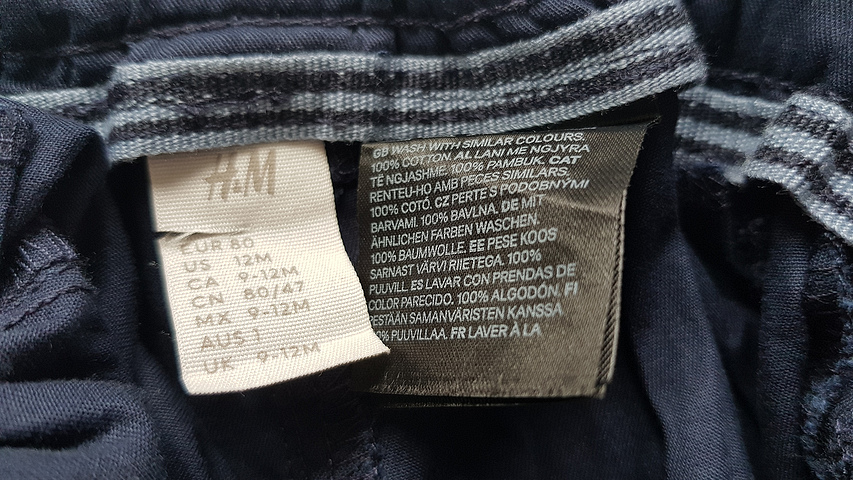 H&M
EUR 80
US 12M
CA 9-12M
CN 80/47
MX 9-12M
AUS 1
UK 9-12M
GB WASH WITH SIMILAR COLOURS.
100% COTTON. AL LANI ME NGJYRA
TË NGJASHME. 100% PAMBUK. CAT
RENTEU-HO AMB PECES SIMILARS.
100% COTÓ. CZ PERTE S PODOBNÝMI
BARVAMI. 100% BAVLNA. DE MIT
ÄHNLICHEN FARBEN WASCHEN.
100% BAUMWOLLE. EE PESE KOOS
SARNAST VÄRVI RIIETEGA. 100%
PUUVILL. ES LAVAR CON PRENDAS DE
COLOR PARECIDO. 100% ALGODÓN. FI
PESTÄÄN SAMANVÄRISTEN KANSSA
% PUUVILLAA. FR LAVER À LA